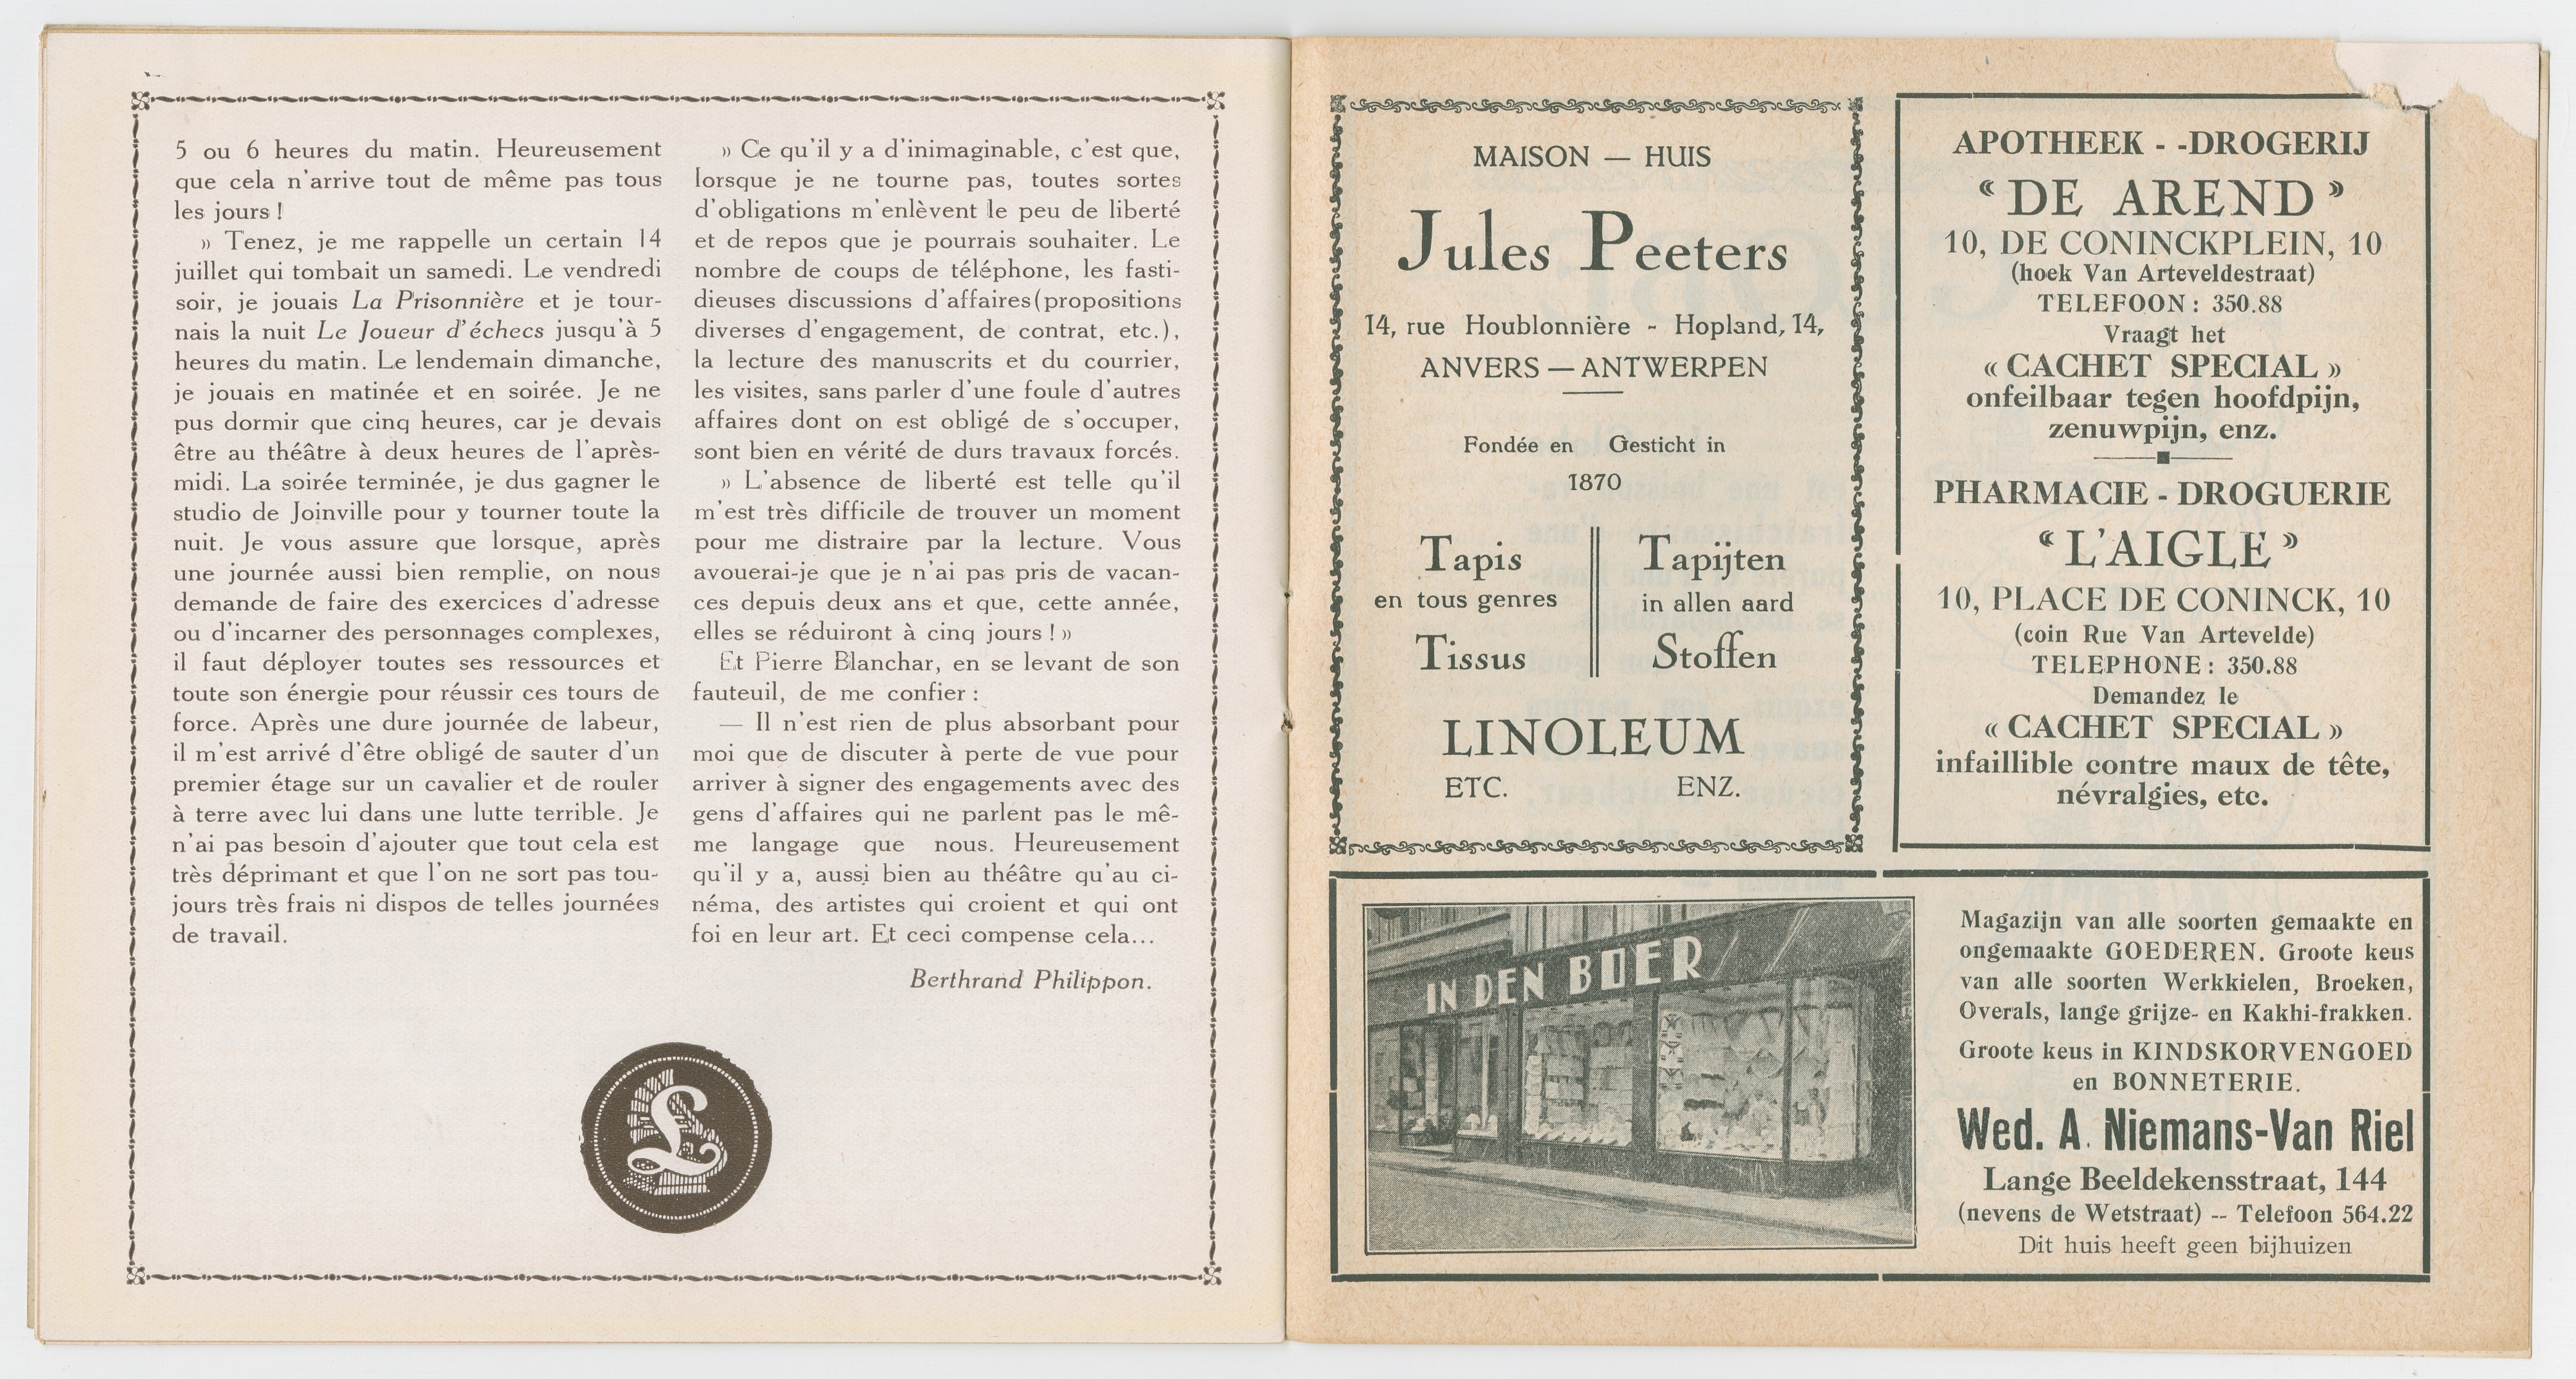 5 ou 6 heures du matin. Heureusement
que cela n'arrive tout de même pas tous
les jours !
» Tenez, je me rappelle un certain 14
juillet qui tombait un samedi. Le vendredi
soir, je jouais La Prisonnière et je tour-
nais la nuit Le Joueur d'échecs jusqu'à 5
heures du matin. Le lendemain dimanche,
je jouais en matinée et en soirée. Je ne
pus dormir que cinq heures, car je devais
être au théâtre à deux heures de l'après-
midi. La soirée terminée, je dus gagner le
studio de Joinville pour y tourner toute la
nuit. Je vous assure que lorsque, après
une journée aussi bien remplie, on nous
demande de faire des exercices d'adresse
ou d'incarner des personnages complexes,
il faut déployer toutes ses ressources et
toute son énergie pour réussir ces tours de
force. Après une dure journée de labeur,
il m'est arrivé d'être obligé de sauter d'un
premier étage sur un cavalier et de rouler
à terre avec lui dans une lutte terrible. Je
n'ai pas besoin d'ajouter que tout cela est
très déprimant et que l'on ne sort pas tou-
jours très frais ni dispos de telles journées
de travail.
» Ce qu'il y a d'inimaginable, c'est que,
lorsque je ne tourne pas, toutes sortes
d'obligations m'enlèvent le peu de liberté
et de repos que je pourrais souhaiter. Le
nombre de coups de téléphone, les fasti-
dieuses discussions d'affaires(propositions
diverses d'engagement, de contrat, etc.),
la lecture des manuscrits et du courrier,
les visites, sans parler d'une foule d'autres
affaires dont on est obligé de s'occuper,
sont bien en vérité de durs travaux forcés.
» L'absence de liberté est telle qu'il
m'est très difficile de trouver un moment
pour me distraire par la lecture. Vous
avouerai-je que je n'ai pas pris de vacan-
ces depuis deux ans et que, cette année,
elles se réduiront à cinq jours ! »
Et Pierre Blanchar, en se levant de son
fauteuil, de me confier :
— Il n'est rien de plus absorbant pour
moi que de discuter à perte de vue pour
arriver à signer des engagements avec des
gens d'affaires qui ne parlent pas le mê-
me langage que nous. Heureusement
qu'il y a, aussi bien au théâtre qu'au ci-
néma, des artistes qui croient et qui ont
foi en leur art. Et ceci compense cela...
Berthrand Philippon.
L
MAISON — HUIS
Jules Peeters
14, rue Houblonnière - Hopland, 14,
ANVERS — ANTWERPEN
Fondée en Gesticht in
1870
Tapis
en tous genres
Tissus
Tapijten
in allen aard
Stoffen
LINOLEUM
ETC. ENZ.
APOTHEEK - -DROGERIJ
“DE AREND”
10, DE CONINCKPLEIN, 10
(hoek Van Arteveldestraat)
TELEFOON : 350.88
Vraagt het
« CACHET SPECIAL »
onfeilbaar tegen hoofdpijn,
zenuwpijn, enz.
PHARMACIE - DROGUERIE
“L'AIGLE”
10, PLACE DE CONINCK, 10
(coin Rue Van Artevelde)
TELEPHONE : 350.88
Demandez le
« CACHET SPECIAL »
infaillible contre maux de tête,
névralgies, etc.
IN DEN BOER
Magazijn van alle soorten gemaakte en
ongemaakte GOEDEREN. Groote keus
van alle soorten Werkkielen, Broeken,
Overals, lange grijze- en Kakhi-frakken.
Groote keus in KINDSKORVENGOED
en BONNETERIE.
Wed. A. Niemans-Van Riel
Lange Beeldekensstraat, 144
(nevens de Wetstraat) -- Telefoon 564.22
Dit huis heeft geen bijhuizen